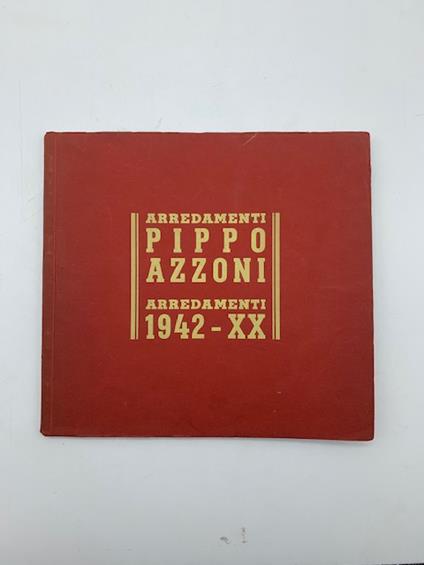 ARREDAMENTI
PIPPO
AZZONI
ARREDAMENTI
1942-XX